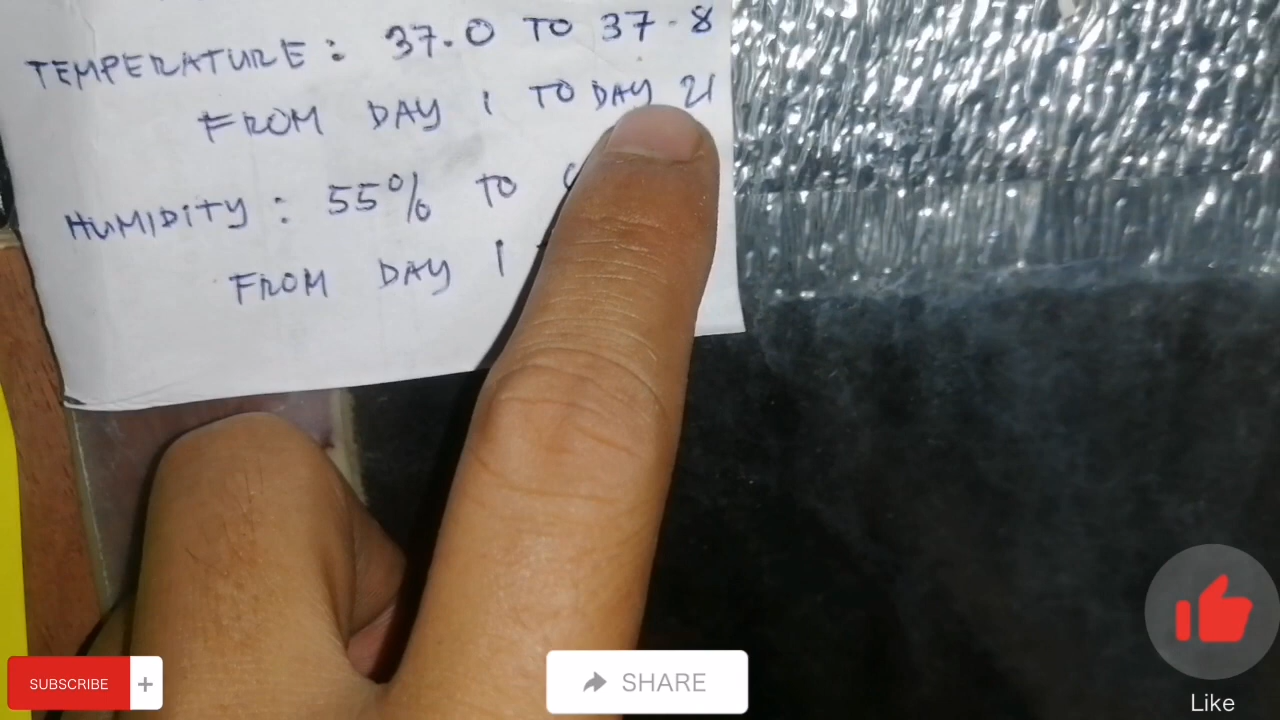 TEMPERATURE : 37.0 TO 37.8
FROM DAY 1 TO DAY 21
HUMIDITY : 55% TO
FROM DAY 1
SUBSCRIBE +
SHARE
Like